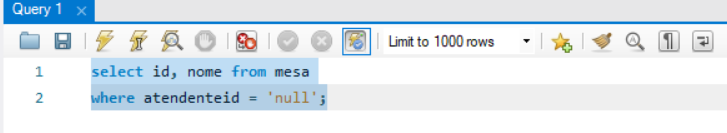 Query 1
Limit to 1000 rows
1 select id, nome from mesa
2 where atendenteid = 'null';